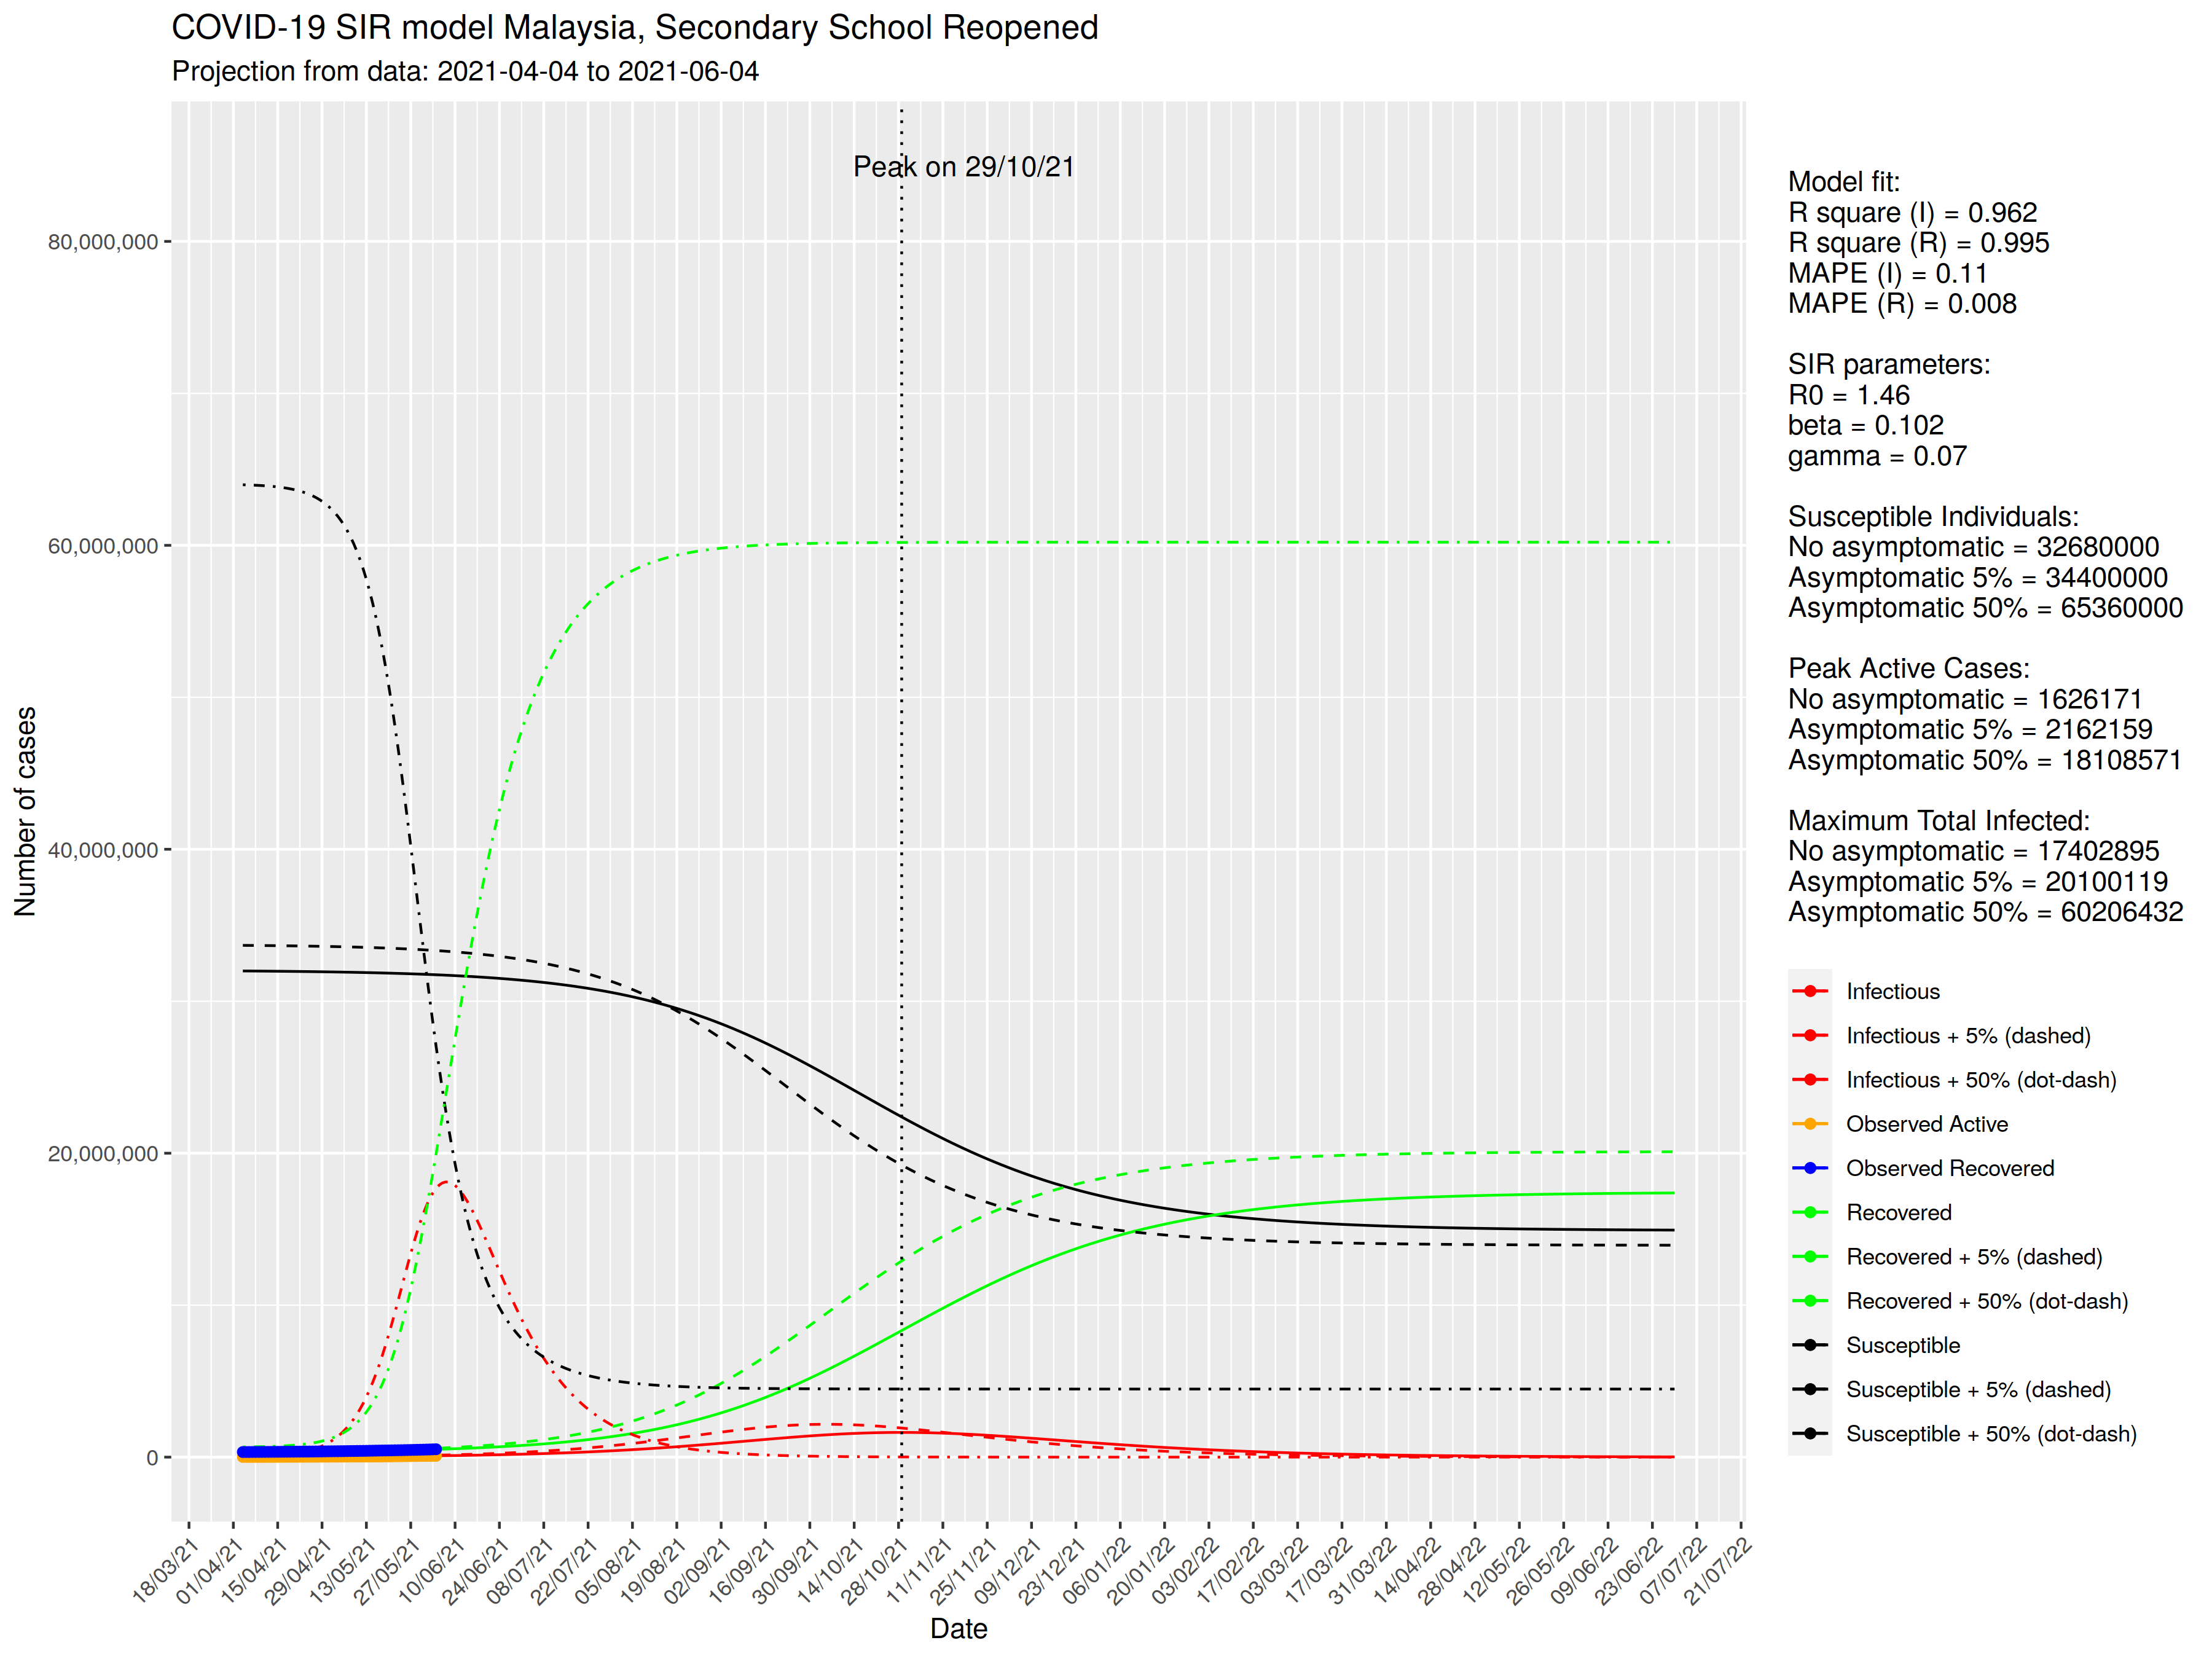 COVID-19 SIR model Malaysia, Secondary School Reopened
Projection from data: 2021-04-04 to 2021-06-04
Peak on 29/10/21
Number of cases
80,000,000
60,000,000
40,000,000
20,000,000
0
18/03/21
01/04/21
15/04/21
29/04/21
13/05/21
27/05/21
10/06/21
24/06/21
08/07/21
22/07/21
05/08/21
19/08/21
02/09/21
16/09/21
30/09/21
14/10/21
28/10/21
11/11/21
25/11/21
09/12/21
23/12/21
06/01/22
20/01/22
03/02/22
17/02/22
03/03/22
17/03/22
31/03/22
14/04/22
28/04/22
12/05/22
26/05/22
09/06/22
23/06/22
07/07/22
21/07/22
Date
Model fit:
R square (I) = 0.962
R square (R) = 0.995
MAPE (I) = 0.11
MAPE (R) = 0.008
SIR parameters:
R0 = 1.46
beta = 0.102
gamma = 0.07
Susceptible Individuals:
No asymptomatic = 32680000
Asymptomatic 5% = 34400000
Asymptomatic 50% = 65360000
Peak Active Cases:
No asymptomatic = 1626171
Asymptomatic 5% = 2162159
Asymptomatic 50% = 18108571
Maximum Total Infected:
No asymptomatic = 17402895
Asymptomatic 5% = 20100119
Asymptomatic 50% = 60206432
Infectious
Infectious + 5% (dashed)
Infectious + 50% (dot-dash)
Observed Active
Observed Recovered
Recovered
Recovered + 5% (dashed)
Recovered + 50% (dot-dash)
Susceptible
Susceptible + 5% (dashed)
Susceptible + 50% (dot-dash)